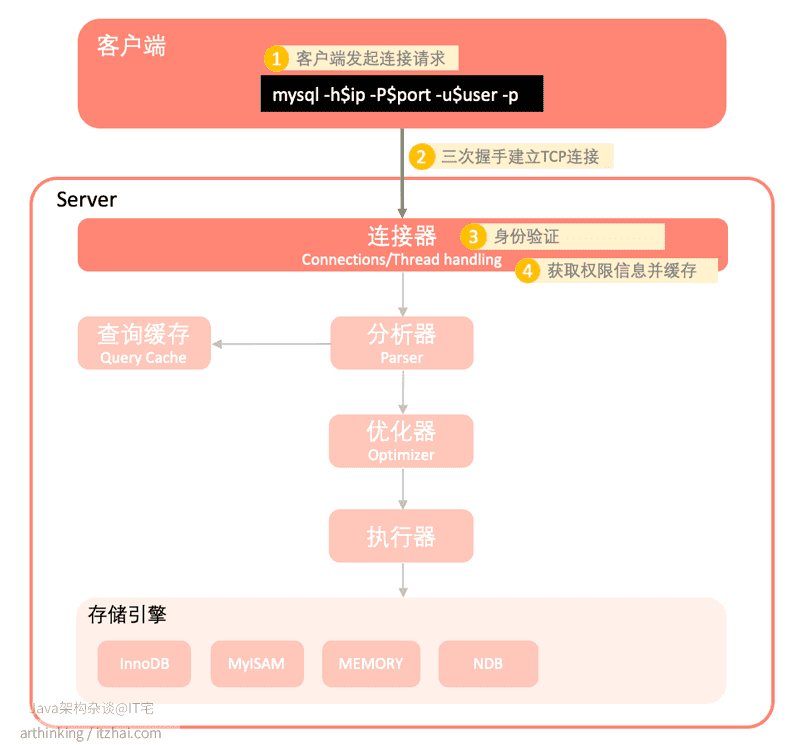 客户端
1 客户端发起连接请求
mysql -h$ip -P$port -u$user -p
2 三次握手建立TCP连接
Server
连接器
3 身份验证
Connections/Thread handling
4 获取权限信息并缓存
查询缓存
Query Cache
分析器
Parser
优化器
Optimizer
执行器
存储引擎
InnoDB
MyISAM
MEMORY
NDB
Java架构杂谈@IT宅
arthinking / itzhai.com